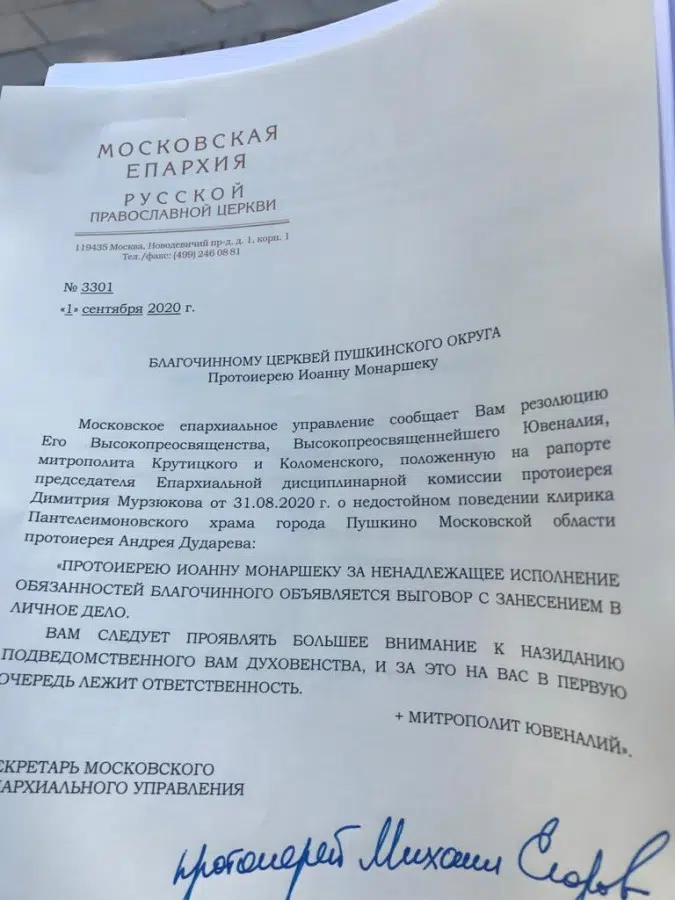 МОСКОВСКАЯ
ЕПАРХИЯ
РУССКОЙ
ПРАВОСЛАВНОЙ ЦЕРКВИ
119435 Москва, Новодевичий пр-д, д. 1, корп. 1
Тел./факс: (499) 246 08 81
№ 3301
«1» сентября 2020 г.
БЛАГОЧИННОМУ ЦЕРКВЕЙ ПУШКИНСКОГО ОКРУГА
Протоиерею Иоанну Монаршеку
Московское епархиальное управление сообщает Вам резолюцию
Его Высокопреосвященства, Высокопреосвященнейшего Ювеналия,
митрополита Крутицкого и Коломенского, положенную на рапорте
председателя Епархиальной дисциплинарной комиссии протоиерея
Димитрия Мурзюкова от 31.08.2020 г. о недостойном поведении клирика
Пантелеимоновского храма города Пушкино Московской области
протоиерея Андрея Дударева:
«ПРОТОИЕРЕЮ ИОАННУ МОНАРШЕКУ ЗА НЕНАДЛЕЖАЩЕЕ ИСПОЛНЕНИЕ
ОБЯЗАННОСТЕЙ БЛАГОЧИННОГО ОБЪЯВЛЯЕТСЯ ВЫГОВОР С ЗАНЕСЕНИЕМ В
ЛИЧНОЕ ДЕЛО.
ВАМ СЛЕДУЕТ ПРОЯВЛЯТЬ БОЛЬШЕЕ ВНИМАНИЕ К НАЗИДАНИЮ
ПОДВЕДОМСТВЕННОГО ВАМ ДУХОВЕНСТВА, И ЗА ЭТО НА ВАС В ПЕРВУЮ
ОЧЕРЕДЬ ЛЕЖИТ ОТВЕТСТВЕННОСТЬ.
+ МИТРОПОЛИТ ЮВЕНАЛИЙ».
ЕКРЕТАРЬ МОСКОВСКОГО
АРХИАЛЬНОГО УПРАВЛЕНИЯ
протоиерей Михаил Егоров